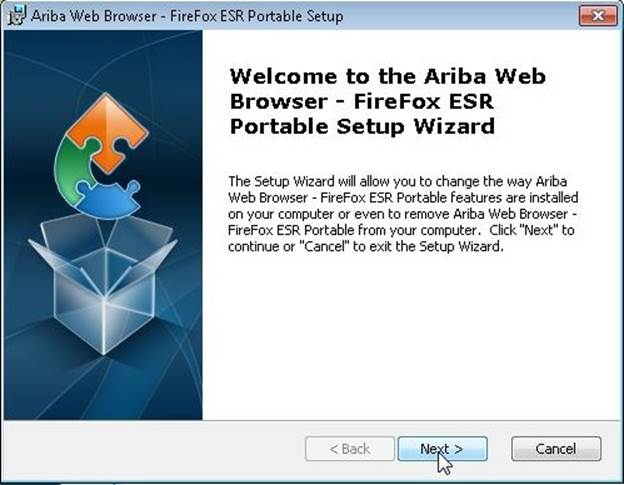 Ariba Web Browser - FireFox ESR Portable Setup
Welcome to the Ariba Web
Browser - FireFox ESR
Portable Setup Wizard
The Setup Wizard will allow you to change the way Ariba
Web Browser - FireFox ESR Portable features are installed
on your computer or even to remove Ariba Web Browser -
FireFox ESR Portable from your computer.  Click "Next" to
continue or "Cancel" to exit the Setup Wizard.
< Back
Next >
Cancel